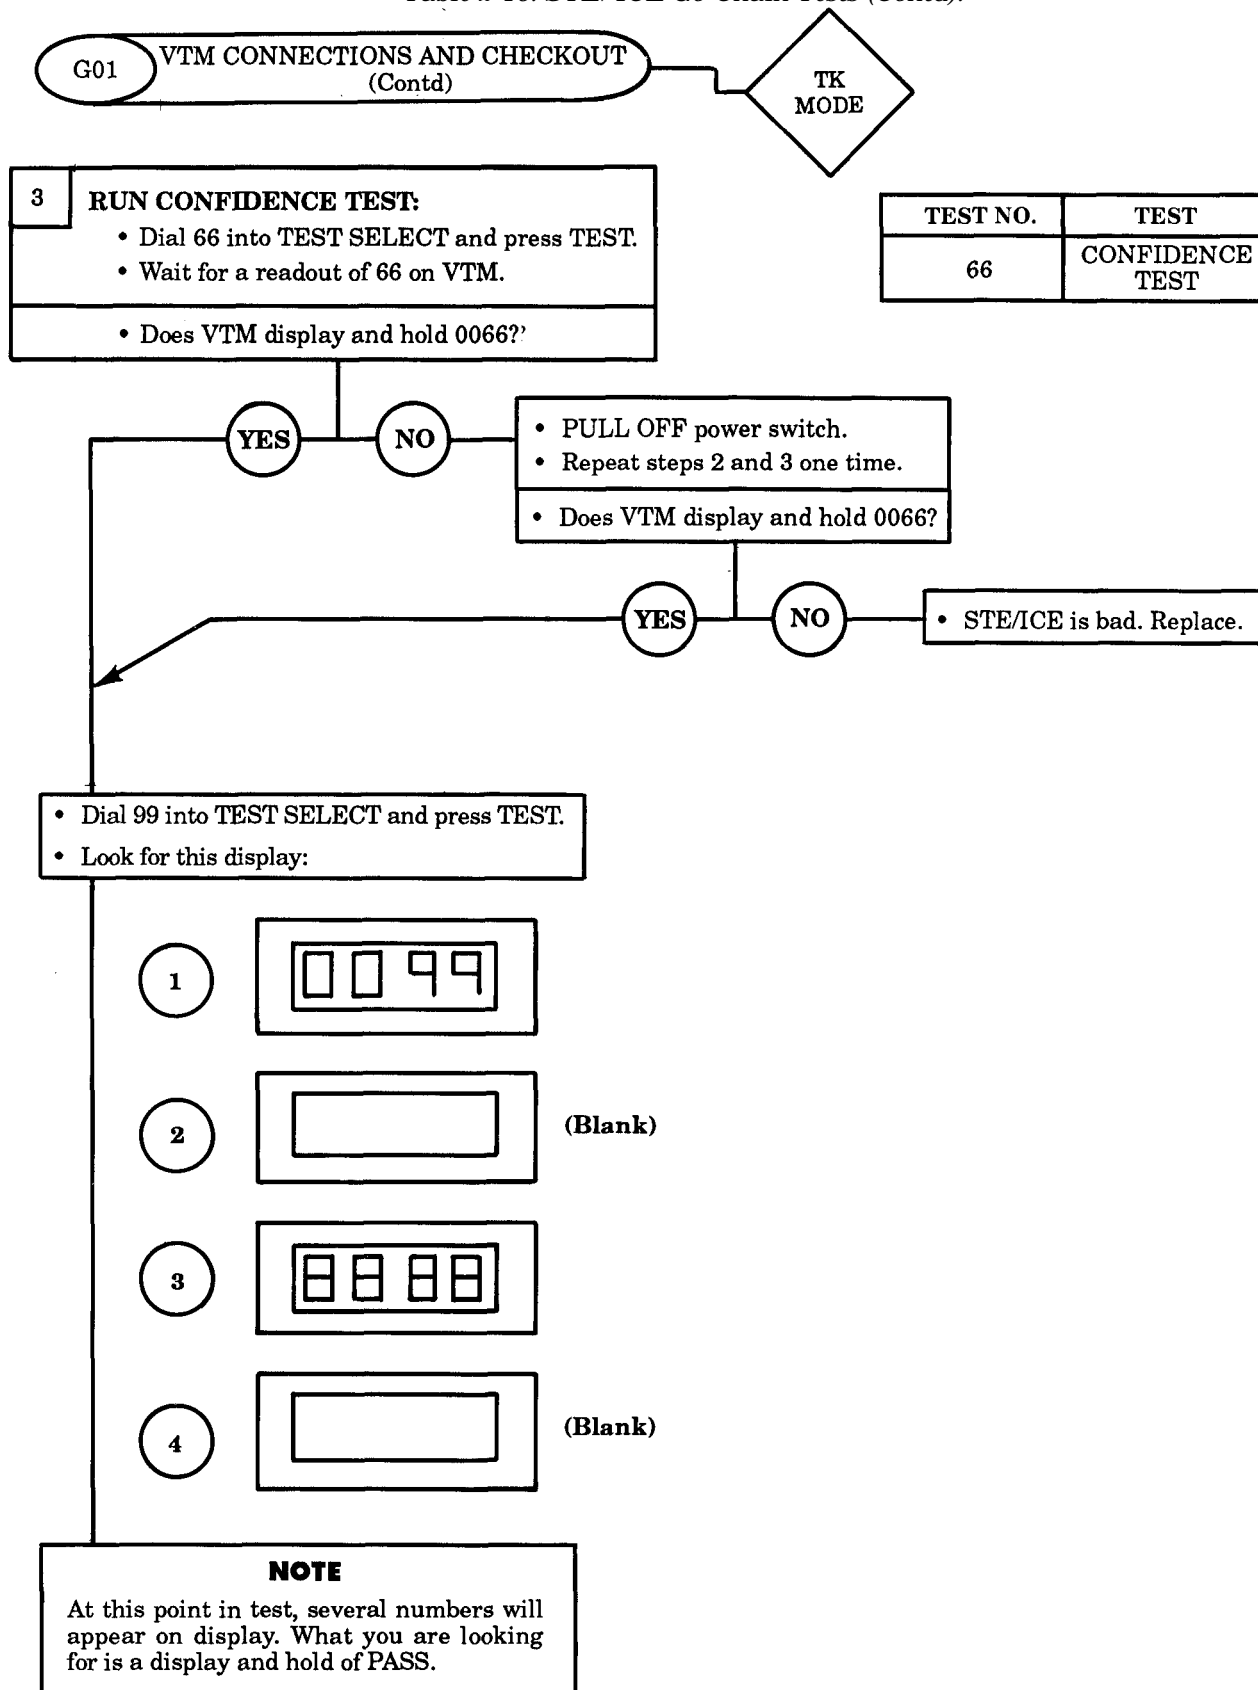 G01
VTM CONNECTIONS AND CHECKOUT
(Contd)
TK
MODE
3
RUN CONFIDENCE TEST:
• Dial 66 into TEST SELECT and press TEST.
• Wait for a readout of 66 on VTM.
• Does VTM display and hold 0066?’
TEST NO. TEST
66 CONFIDENCE
TEST
YES
NO
• PULL OFF power switch.
• Repeat steps 2 and 3 one time.
• Does VTM display and hold 0066?
YES
NO
• STE/ICE is bad. Replace.
• Dial 99 into TEST SELECT and press TEST.
• Look for this display:
1
0099
2
(Blank)
3
8888
4
(Blank)
NOTE
At this point in test, several numbers will
appear on display. What you are looking
for is a display and hold of PASS.